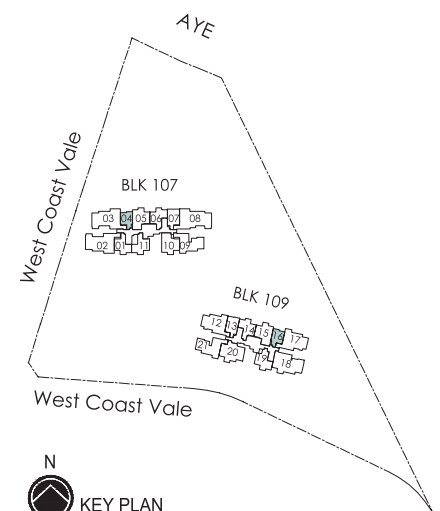 AYE
West Coast Vale
BLK 107
03 04 05 06 07 08
02 01 11 10 09
BLK 109
12 13 14 15 16 17
21 20 19 18
West Coast Vale
N
KEY PLAN